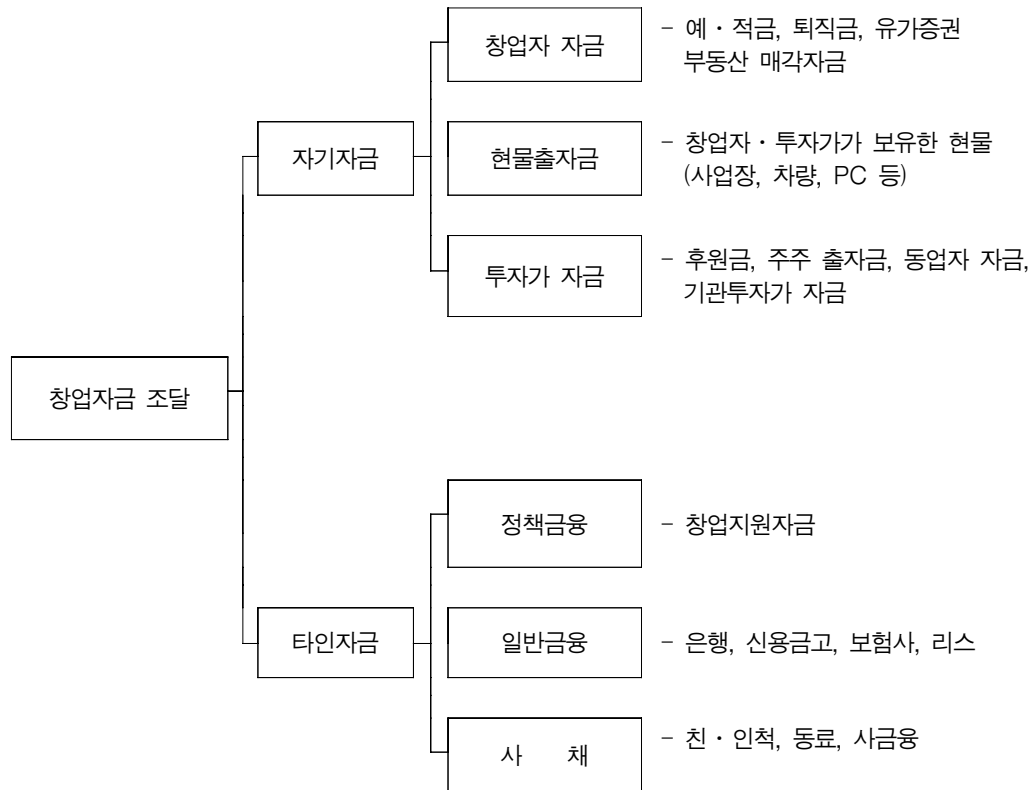 창업자 자금
- 예·적금, 퇴직금, 유가증권
부동산 매각자금
자기자금
현물출자금
- 창업자·투자가가 보유한 현물
(사업장, 차량, PC 등)
투자가 자금
- 후원금, 주주 출자금, 동업자 자금,
기관투자가 자금
창업자금 조달
정책금융
- 창업지원자금
타인자금
일반금융
- 은행, 신용금고, 보험사, 리스
사 채
- 친·인척, 동료, 사금융